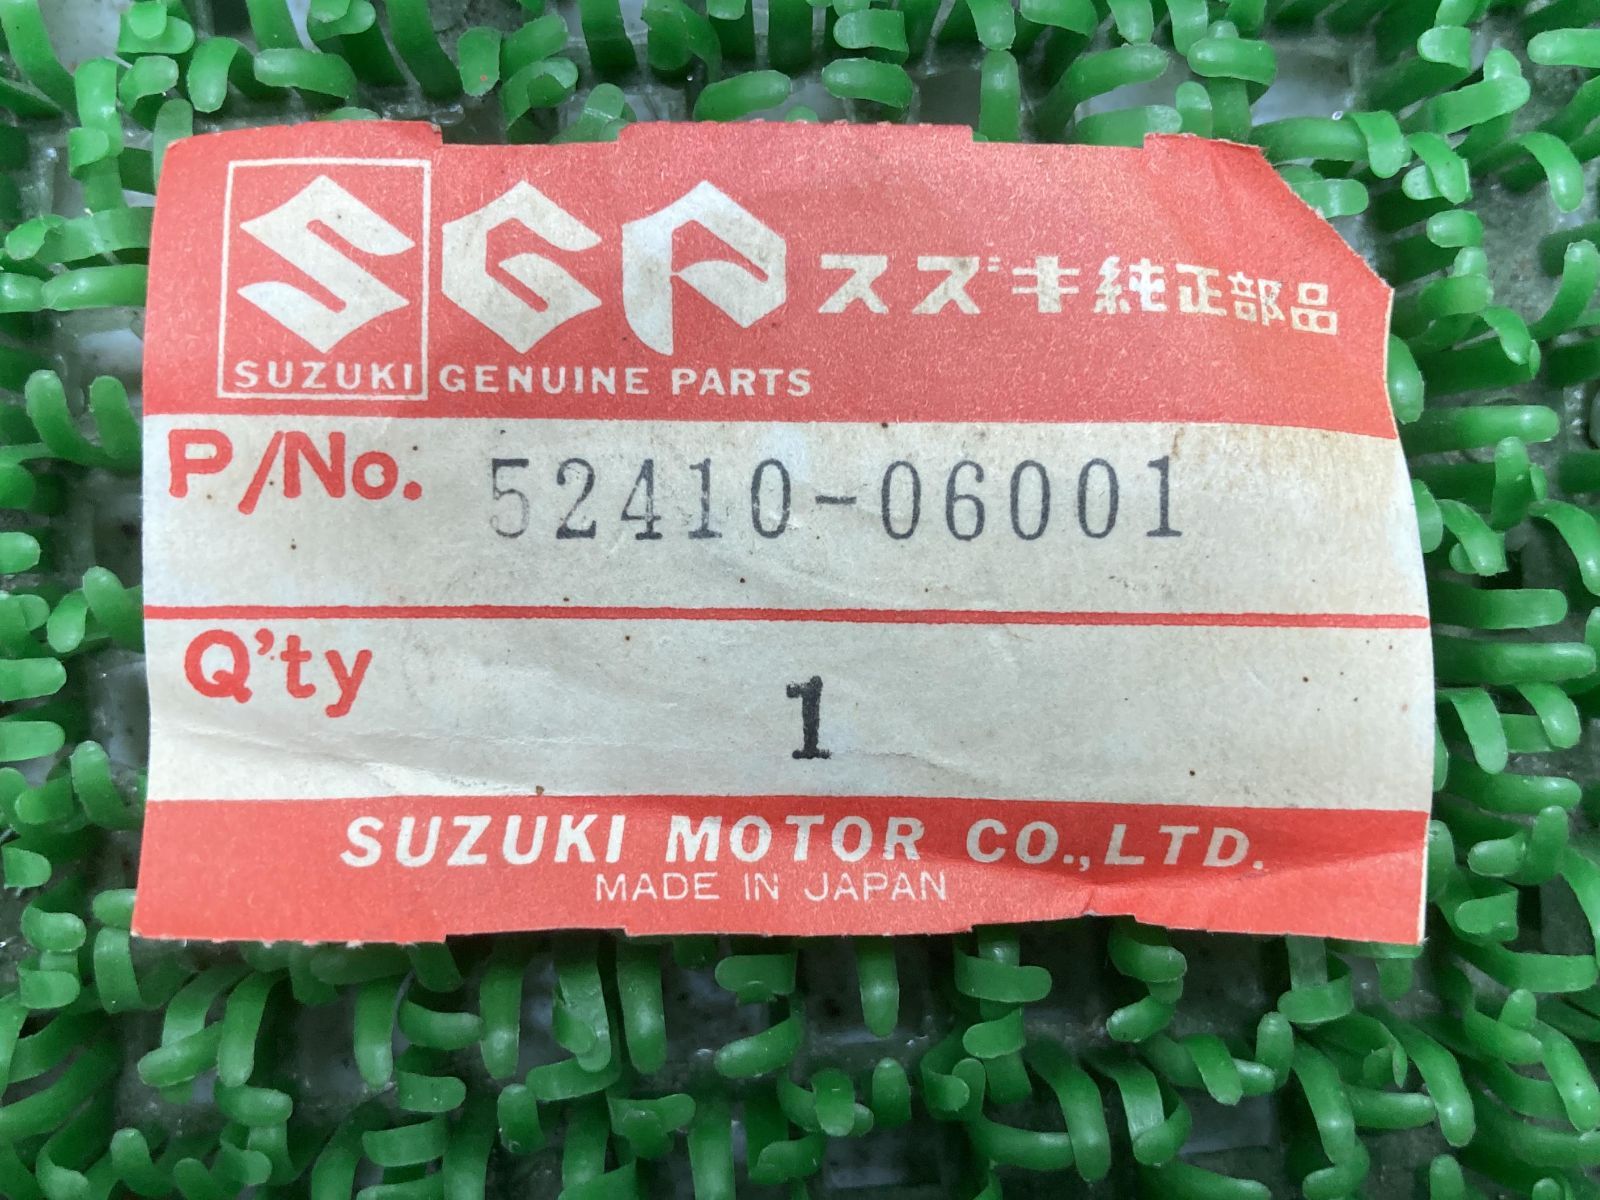 SGP スズキ純正部品
SUZUKI GENUINE PARTS
P/No. 52410-06001
Q'ty 1
SUZUKI MOTOR CO.,LTD.
MADE IN JAPAN